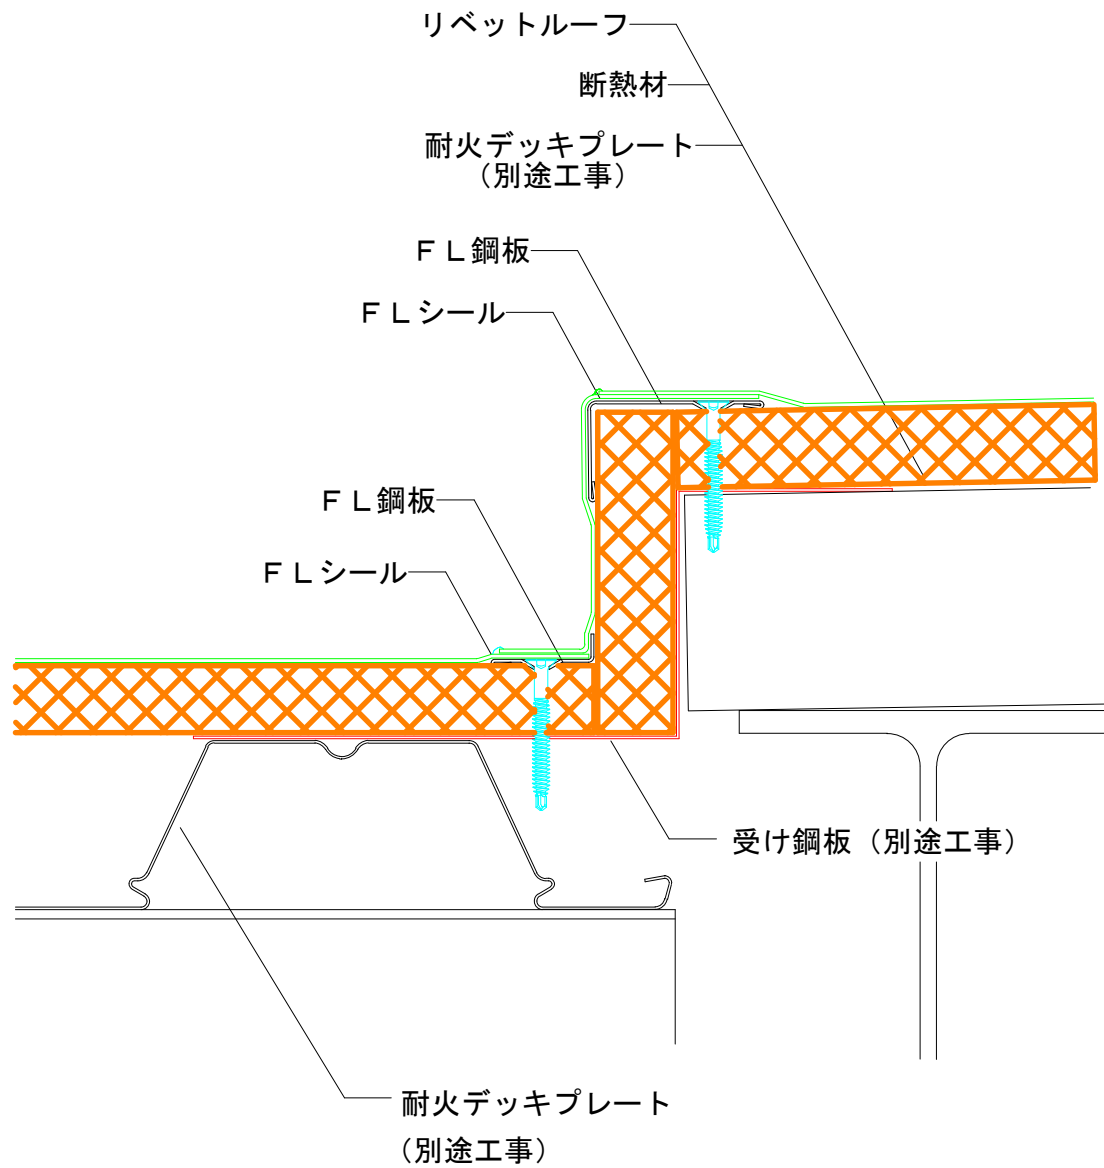 リベットルーフ
断熱材
耐火デッキプレート
（別途工事）
ＦＬ鋼板
ＦＬシール
ＦＬ鋼板
ＦＬシール
受け鋼板（別途工事）
耐火デッキプレート
（別途工事）